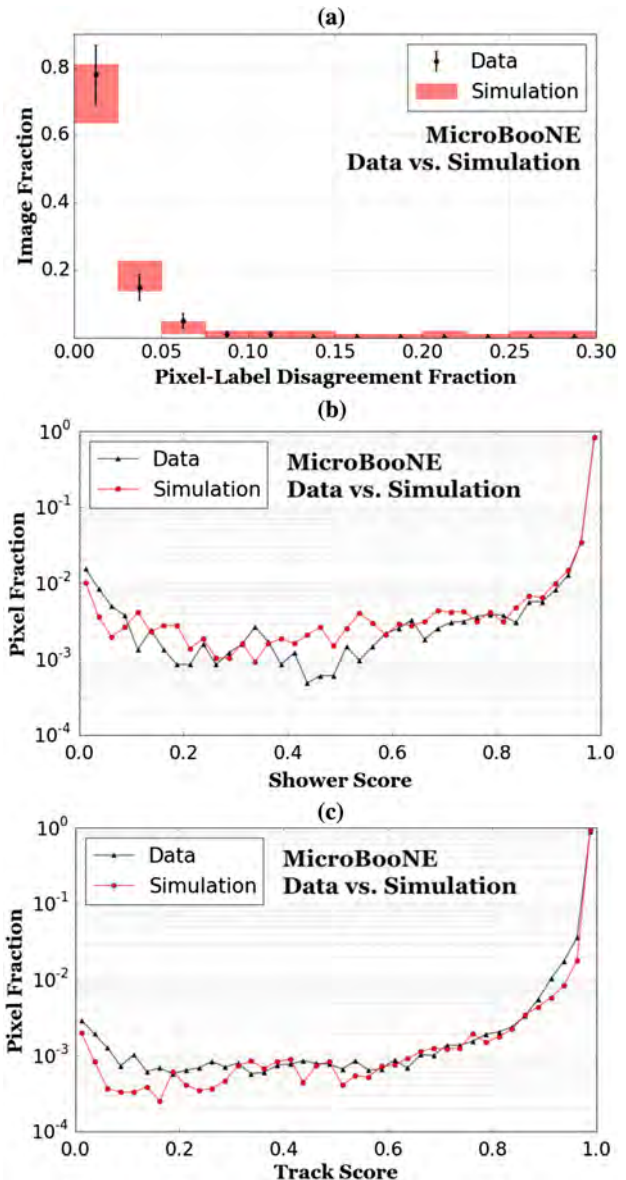 (a)
Image Fraction
0.8
0.6
0.4
0.2
Data
Simulation
MicroBooNE
Data vs. Simulation
0.00 0.05 0.10 0.15 0.20 0.25 0.30
Pixel-Label Disagreement Fraction
(b)
Pixel Fraction
10^0
10^-1
10^-2
10^-3
10^-4
Data
Simulation
MicroBooNE
Data vs. Simulation
0.0 0.2 0.4 0.6 0.8 1.0
Shower Score
(c)
Pixel Fraction
10^0
10^-1
10^-2
10^-3
10^-4
Data
Simulation
MicroBooNE
Data vs. Simulation
0.0 0.2 0.4 0.6 0.8 1.0
Track Score